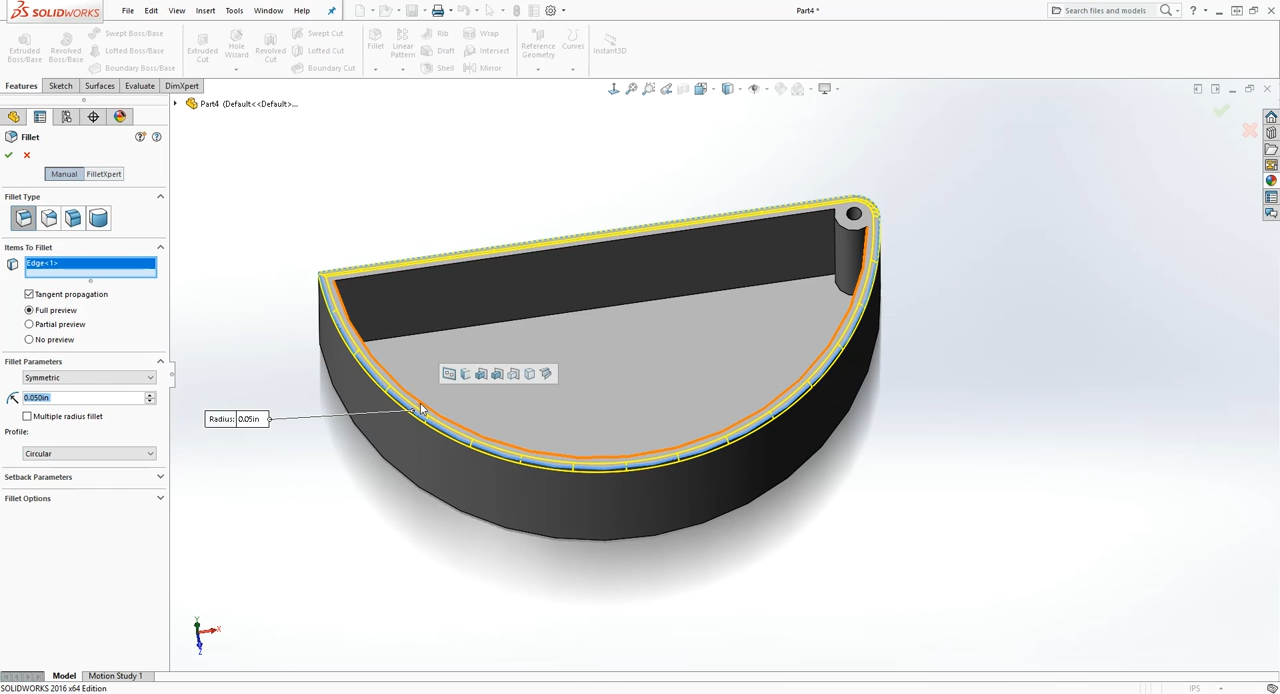 SOLIDWORKS File Edit View Insert Tools Window Help Part4 * Search files and models
Extruded Boss/Base
Revolved Boss/Base
Swept Boss/Base
Lofted Boss/Base
Boundary Boss/Base
Extruded Cut
Hole Wizard
Revolved Cut
Swept Cut
Lofted Cut
Boundary Cut
Fillet
Linear Pattern
Rib
Draft
Shell
Wrap
Intersect
Mirror
Reference Geometry
Curves
Instant3D
Features Sketch Surfaces Evaluate DimXpert
Part4 (Default<<Default>...
Fillet
Manual FilletXpert
Fillet Type
Items To Fillet
Edge<1>
Tangent propagation
Full preview
Partial preview
No preview
Fillet Parameters
Symmetric
0.050in
Multiple radius fillet
Profile:
Circular
Setback Parameters
Fillet Options
Radius: 0.05in
Y
X
Z
Model Motion Study 1
SOLIDWORKS 2016 x64 Edition IPS